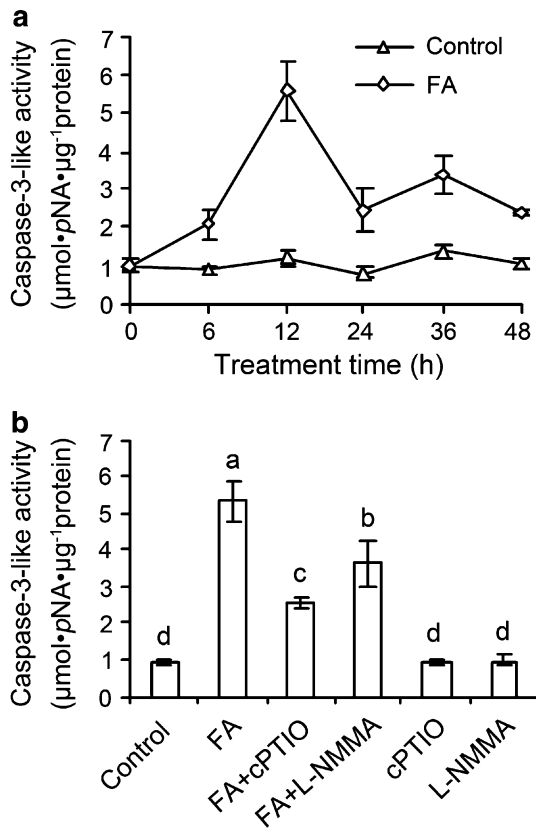 a
Caspase-3-like activity
(μmol•pNA•μg⁻¹protein)
7
6
5
4
3
2
1
0
Control
FA
0 6 12 24 36 48
Treatment time (h)
b
Caspase-3-like activity
(μmol•pNA•μg⁻¹protein)
7
6
5
4
3
2
1
0
d a c b d d
Control FA FA+cPTIO FA+L-NMMA cPTIO L-NMMA